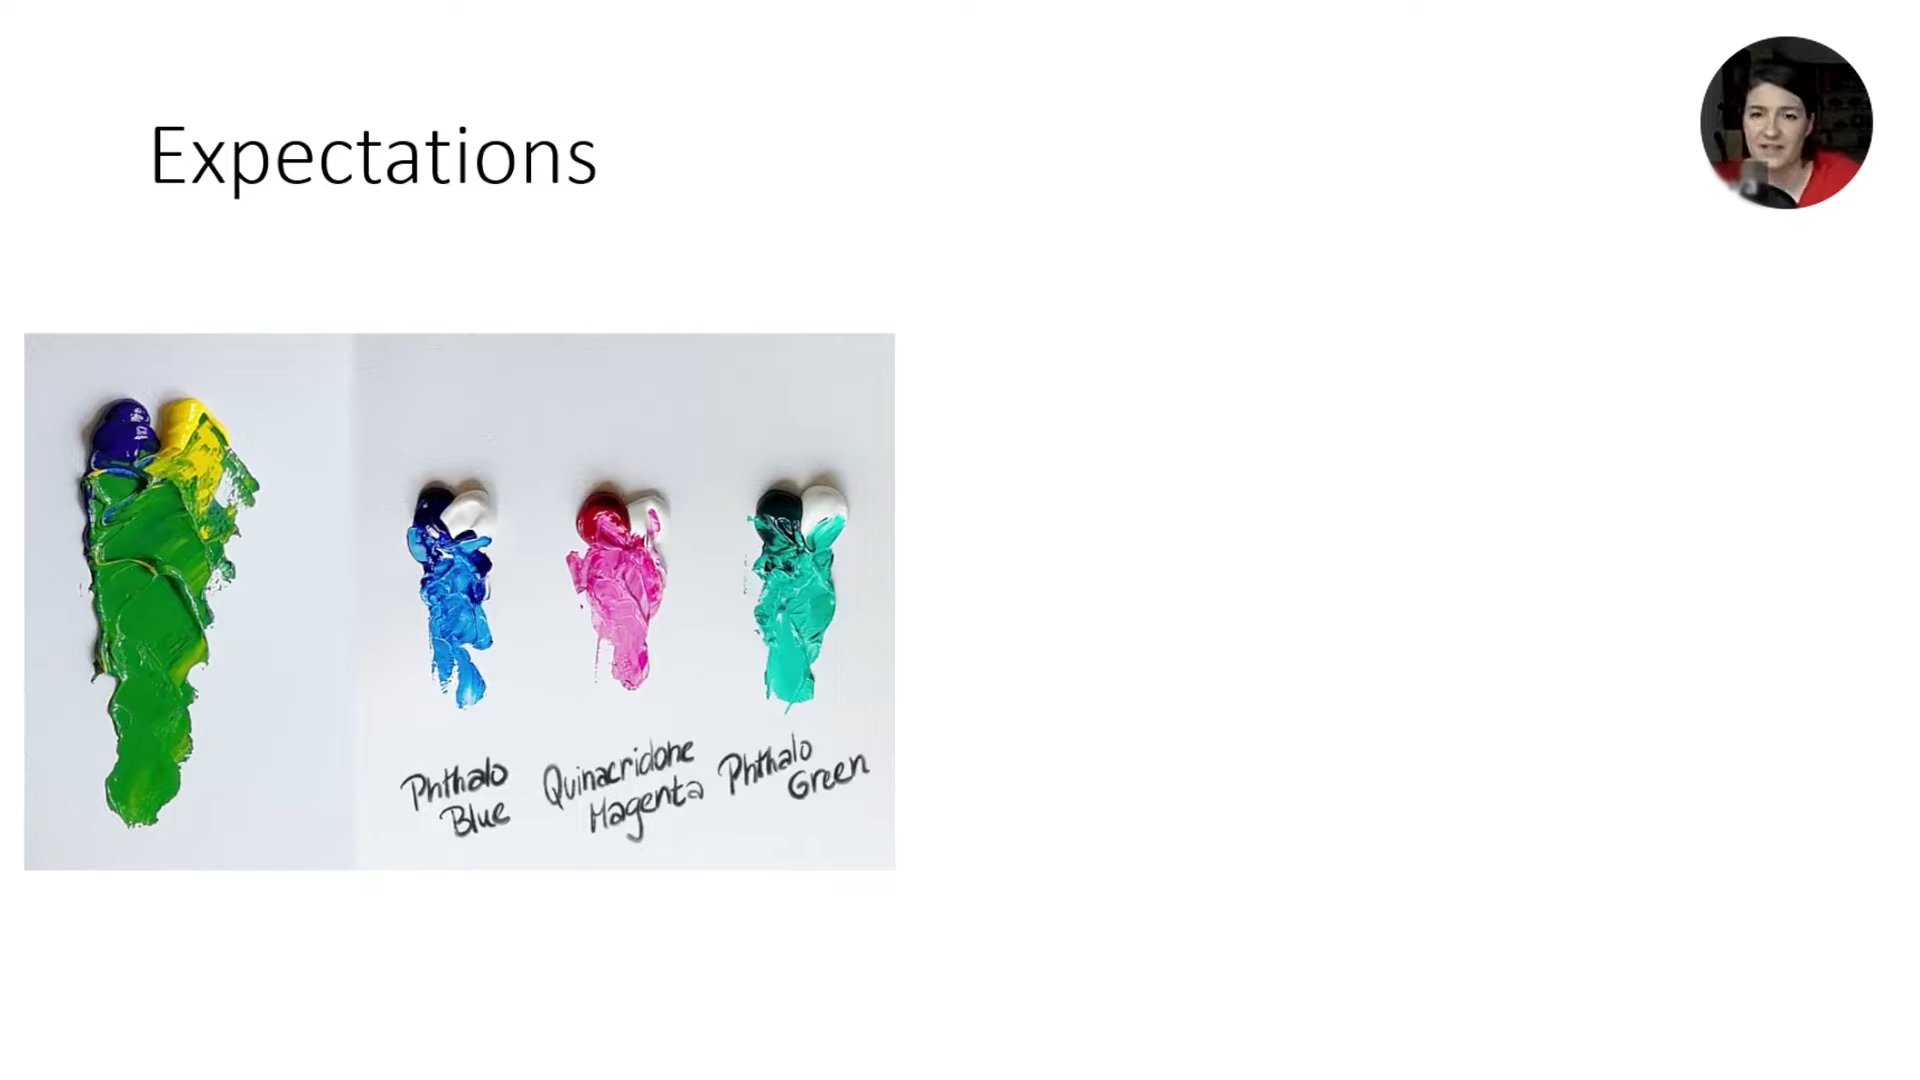 Expectations
Phthalo
Blue
Quinacridone
Magenta
Phthalo
Green